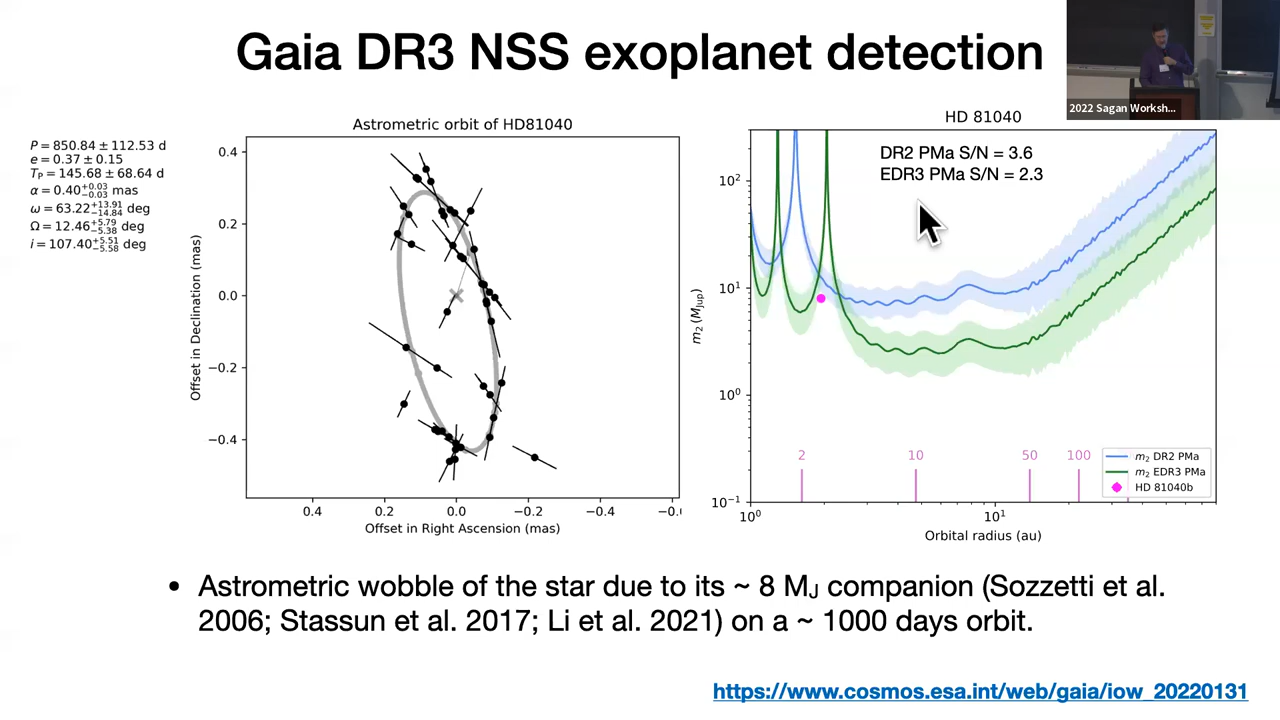 Gaia DR3 NSS exoplanet detection
2022 Sagan Worksh...
P = 850.84 ± 112.53 d
e = 0.37 ± 0.15
T_P = 145.68 ± 68.64 d
α = 0.40 +0.03 −0.03 mas
ω = 63.22 +13.91 −14.84 deg
Ω = 12.46 +5.79 −5.38 deg
i = 107.40 +5.51 −5.58 deg
Astrometric orbit of HD81040
Offset in Declination (mas)
0.4
0.2
0.0
−0.2
−0.4
0.4 0.2 0.0 −0.2 −0.4 −0.
Offset in Right Ascension (mas)
HD 81040
DR2 PMa S/N = 3.6
EDR3 PMa S/N = 2.3
m₂ (M_Jup)
10²
10¹
10⁰
10⁻¹
2 10 50 100
m₂ DR2 PMa
m₂ EDR3 PMa
HD 81040b
10⁰ 10¹
Orbital radius (au)
• Astrometric wobble of the star due to its ~ 8 M_J companion (Sozzetti et al.
2006; Stassun et al. 2017; Li et al. 2021) on a ~ 1000 days orbit.
https://www.cosmos.esa.int/web/gaia/iow_20220131